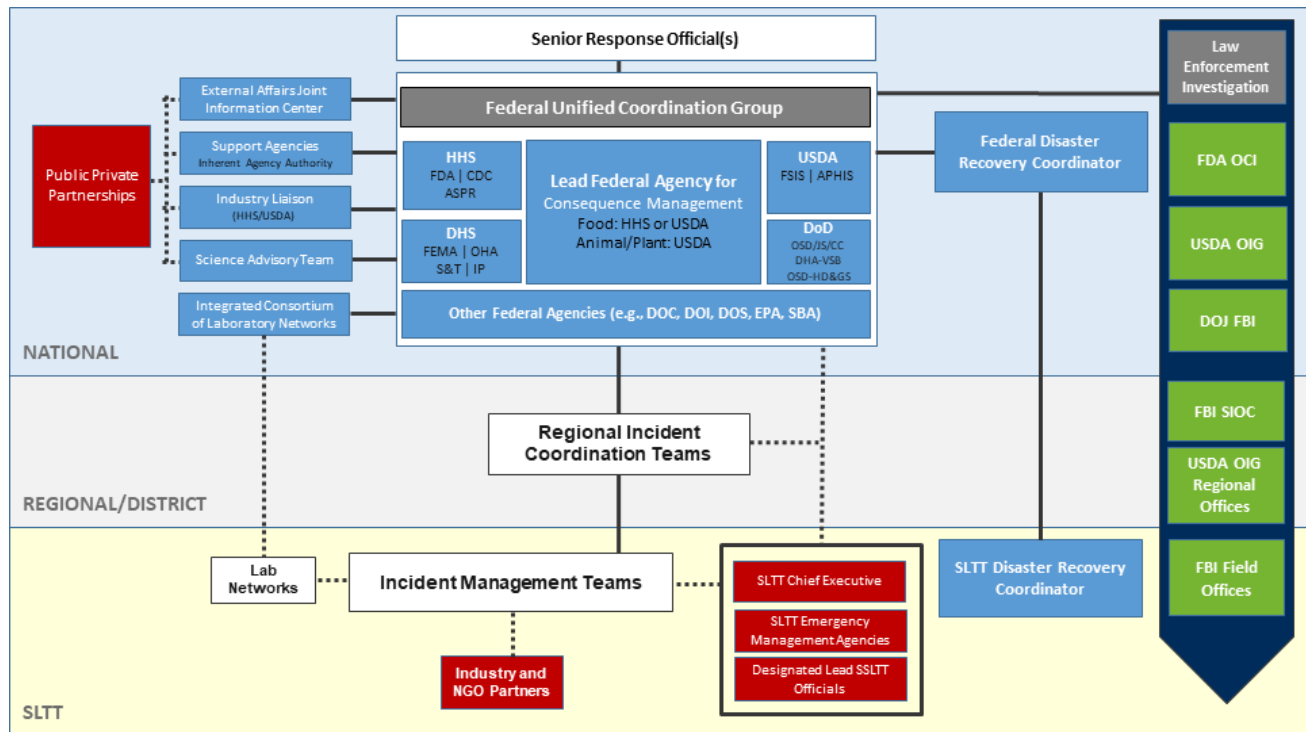 Senior Response Official(s)
External Affairs Joint
Information Center
Support Agencies
Inherent Agency Authority
Industry Liaison
(HHS/USDA)
Science Advisory Team
Integrated Consortium
of Laboratory Networks
Public Private
Partnerships
Federal Unified Coordination Group
HHS
FDA | CDC
ASPR
DHS
FEMA | OHA
S&T | IP
Lead Federal Agency for
Consequence Management
Food: HHS or USDA
Animal/Plant: USDA
USDA
FSIS | APHIS
DoD
OSD/JS/CC
DHA-VSB
OSD-HD&GS
Other Federal Agencies (e.g., DOC, DOI, DOS, EPA, SBA)
Federal Disaster
Recovery Coordinator
Law
Enforcement
Investigation
FDA OCI
USDA OIG
DOJ FBI
NATIONAL
Regional Incident
Coordination Teams
FBI SIOC
USDA OIG
Regional
Offices
REGIONAL/DISTRICT
Lab
Networks
Incident Management Teams
Industry and
NGO Partners
SLTT Chief Executive
SLTT Emergency
Management Agencies
Designated Lead SSLTT
Officials
SLTT Disaster Recovery
Coordinator
FBI Field
Offices
SLTT